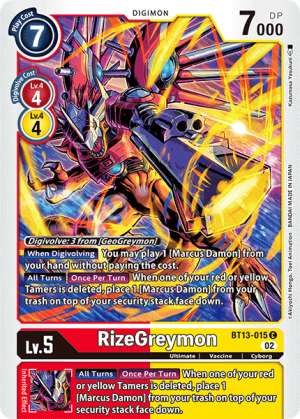 DIGIMON
Play Cost
7
7 000
DP
Digivolve Cost
Lv.4
4
Lv.4
4
Kazumasa Yasukuni
©Akiyoshi Hongo, Toei Animation ・ BANDAI MADE IN JAPAN
Digivolve: 3 from [GeoGreymon]
When Digivolving You may play 1 [Marcus Damon] from
your hand without paying the cost.
All Turns Once Per Turn When one of your red or yellow
Tamers is deleted, place 1 [Marcus Damon] from your
trash on top of your security stack face down.
Lv.5
RizeGreymon
BT13-015 C
02
Ultimate
Vaccine
Cyborg
Inherited Effect
All Turns Once Per Turn When one of your red
or yellow Tamers is deleted, place 1
[Marcus Damon] from your trash on top of your
security stack face down.